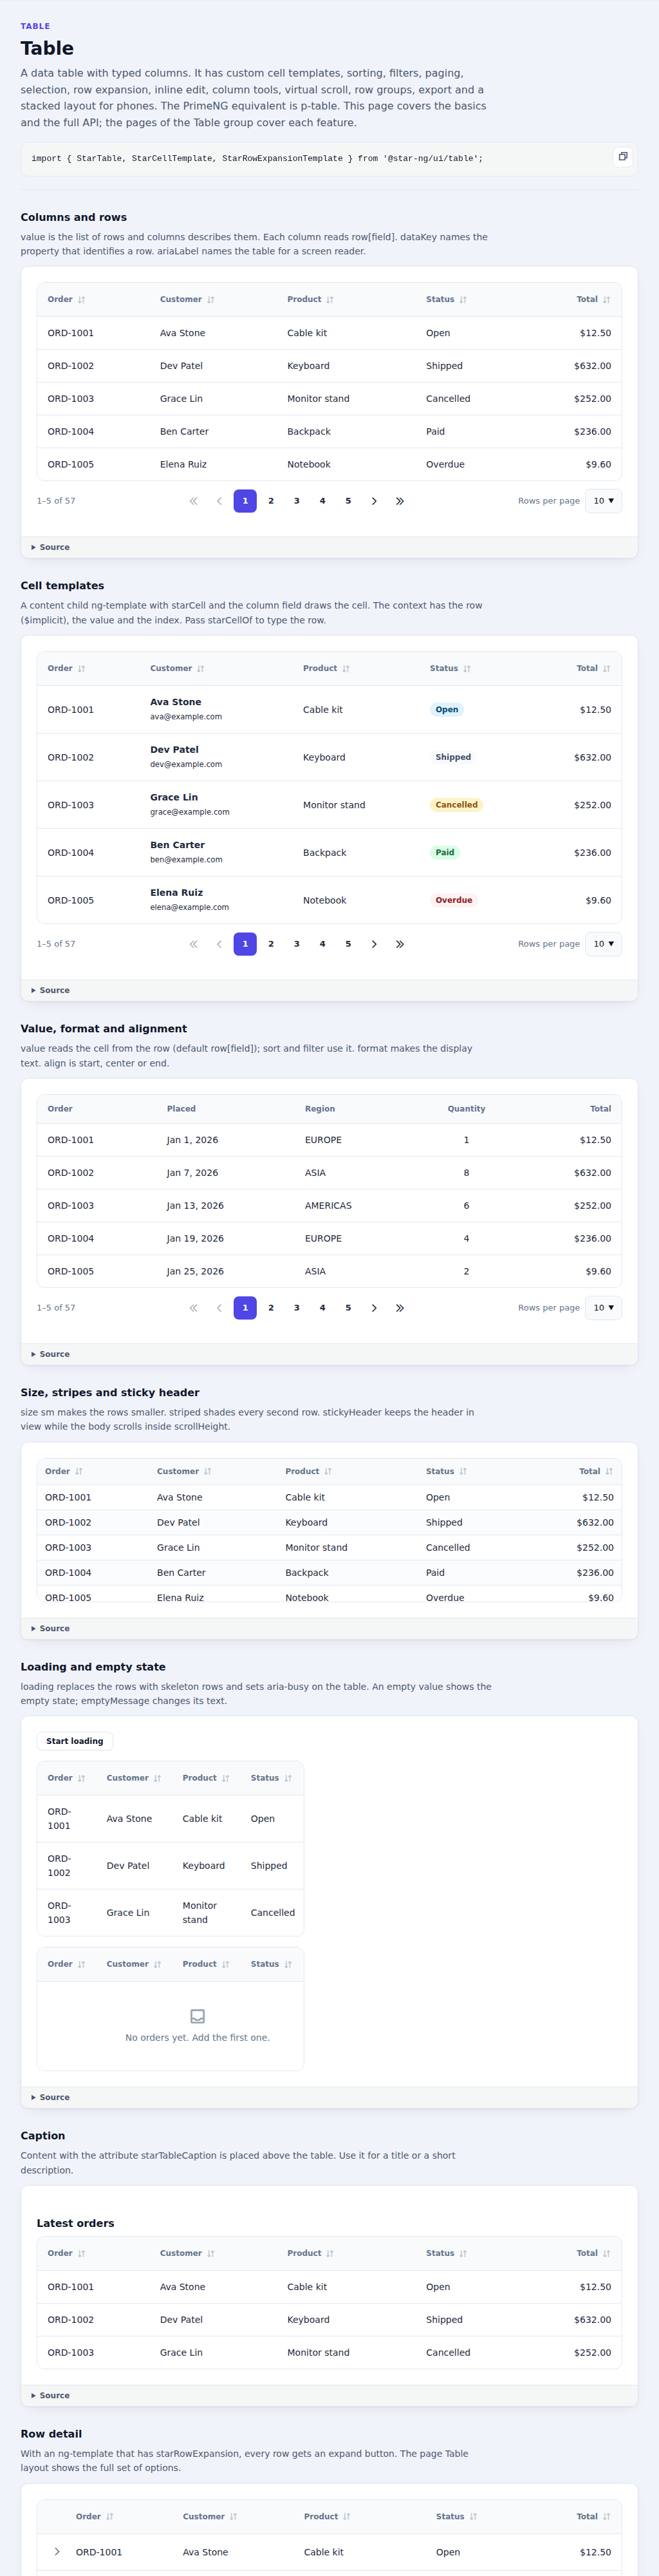 TABLE
Table
A data table with typed columns. It has custom cell templates, sorting, filters, paging,
selection, row expansion, inline edit, column tools, virtual scroll, row groups, export and a
stacked layout for phones. The PrimeNG equivalent is p-table. This page covers the basics
and the full API; the pages of the Table group cover each feature.
import { StarTable, StarCellTemplate, StarRowExpansionTemplate } from '@star-ng/ui/table';
Columns and rows
value is the list of rows and columns describes them. Each column reads row[field]. dataKey names the
property that identifies a row. ariaLabel names the table for a screen reader.
Order Customer Product Status Total
ORD-1001 Ava Stone Cable kit Open $12.50
ORD-1002 Dev Patel Keyboard Shipped $632.00
ORD-1003 Grace Lin Monitor stand Cancelled $252.00
ORD-1004 Ben Carter Backpack Paid $236.00
ORD-1005 Elena Ruiz Notebook Overdue $9.60
1–5 of 57 1 2 3 4 5 Rows per page 10
Source
Cell templates
A content child ng-template with starCell and the column field draws the cell. The context has the row
($implicit), the value and the index. Pass starCellOf to type the row.
Order Customer Product Status Total
ORD-1001 Ava Stone Cable kit Open $12.50
ava@example.com
ORD-1002 Dev Patel Keyboard Shipped $632.00
dev@example.com
ORD-1003 Grace Lin Monitor stand Cancelled $252.00
grace@example.com
ORD-1004 Ben Carter Backpack Paid $236.00
ben@example.com
ORD-1005 Elena Ruiz Notebook Overdue $9.60
elena@example.com
1–5 of 57 1 2 3 4 5 Rows per page 10
Source
Value, format and alignment
value reads the cell from the row (default row[field]); sort and filter use it. format makes the display
text. align is start, center or end.
Order Placed Region Quantity Total
ORD-1001 Jan 1, 2026 EUROPE 1 $12.50
ORD-1002 Jan 7, 2026 ASIA 8 $632.00
ORD-1003 Jan 13, 2026 AMERICAS 6 $252.00
ORD-1004 Jan 19, 2026 EUROPE 4 $236.00
ORD-1005 Jan 25, 2026 ASIA 2 $9.60
1–5 of 57 1 2 3 4 5 Rows per page 10
Source
Size, stripes and sticky header
size sm makes the rows smaller. striped shades every second row. stickyHeader keeps the header in
view while the body scrolls inside scrollHeight.
Order Customer Product Status Total
ORD-1001 Ava Stone Cable kit Open $12.50
ORD-1002 Dev Patel Keyboard Shipped $632.00
ORD-1003 Grace Lin Monitor stand Cancelled $252.00
ORD-1004 Ben Carter Backpack Paid $236.00
ORD-1005 Elena Ruiz Notebook Overdue $9.60
Source
Loading and empty state
loading replaces the rows with skeleton rows and sets aria-busy on the table. An empty value shows the
empty state; emptyMessage changes its text.
Start loading
Order Customer Product Status
ORD-
1001 Ava Stone Cable kit Open
ORD-
1002 Dev Patel Keyboard Shipped
ORD-
1003 Grace Lin Monitor
stand Cancelled
Order Customer Product Status
No orders yet. Add the first one.
Source
Caption
Content with the attribute starTableCaption is placed above the table. Use it for a title or a short
description.
Latest orders
Order Customer Product Status Total
ORD-1001 Ava Stone Cable kit Open $12.50
ORD-1002 Dev Patel Keyboard Shipped $632.00
ORD-1003 Grace Lin Monitor stand Cancelled $252.00
Source
Row detail
With an ng-template that has starRowExpansion, every row gets an expand button. The page Table
layout shows the full set of options.
Order Customer Product Status Total
ORD-1001 Ava Stone Cable kit Open $12.50